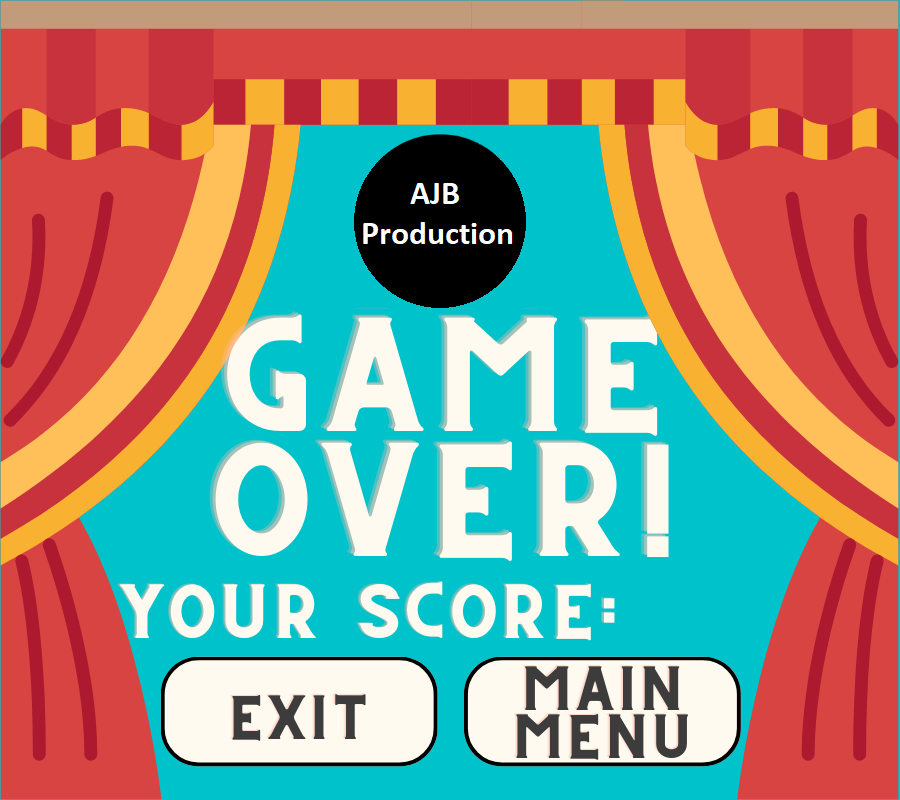 AJB
Production
GAME
OVER!
YOUR SCORE:
EXIT
MAIN
MENU